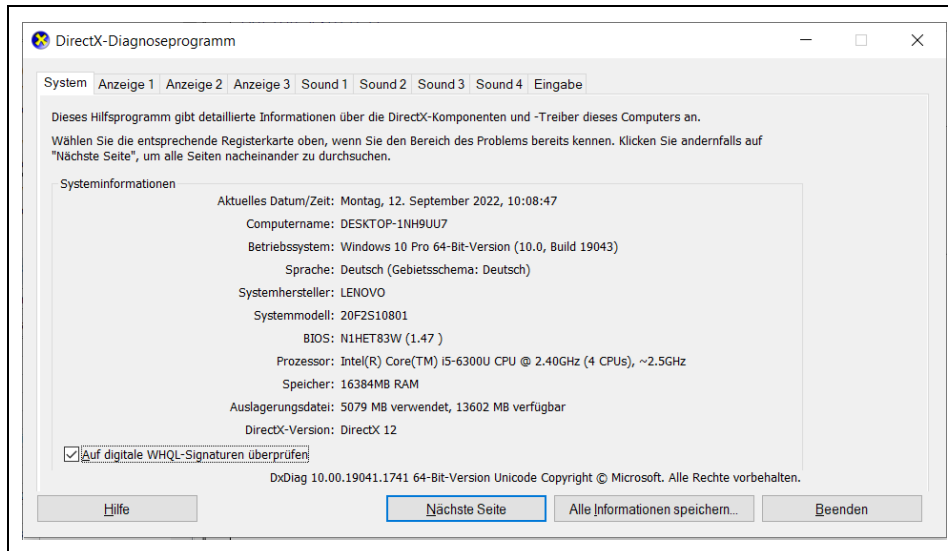 DirectX-Diagnoseprogramm
System Anzeige 1 Anzeige 2 Anzeige 3 Sound 1 Sound 2 Sound 3 Sound 4 Eingabe
Dieses Hilfsprogramm gibt detaillierte Informationen über die DirectX-Komponenten und -Treiber dieses Computers an.
Wählen Sie die entsprechende Registerkarte oben, wenn Sie den Bereich des Problems bereits kennen. Klicken Sie andernfalls auf
"Nächste Seite", um alle Seiten nacheinander zu durchsuchen.
Systeminformationen
Aktuelles Datum/Zeit: Montag, 12. September 2022, 10:08:47
Computername: DESKTOP-1NH9UU7
Betriebssystem: Windows 10 Pro 64-Bit-Version (10.0, Build 19043)
Sprache: Deutsch (Gebietsschema: Deutsch)
Systemhersteller: LENOVO
Systemmodell: 20F2S10801
BIOS: N1HET83W (1.47 )
Prozessor: Intel(R) Core(TM) i5-6300U CPU @ 2.40GHz (4 CPUs), ~2.5GHz
Speicher: 16384MB RAM
Auslagerungsdatei: 5079 MB verwendet, 13602 MB verfügbar
DirectX-Version: DirectX 12
Auf digitale WHQL-Signaturen überprüfen
DxDiag 10.00.19041.1741 64-Bit-Version Unicode Copyright © Microsoft. Alle Rechte vorbehalten.
Hilfe Nächste Seite Alle Informationen speichern... Beenden